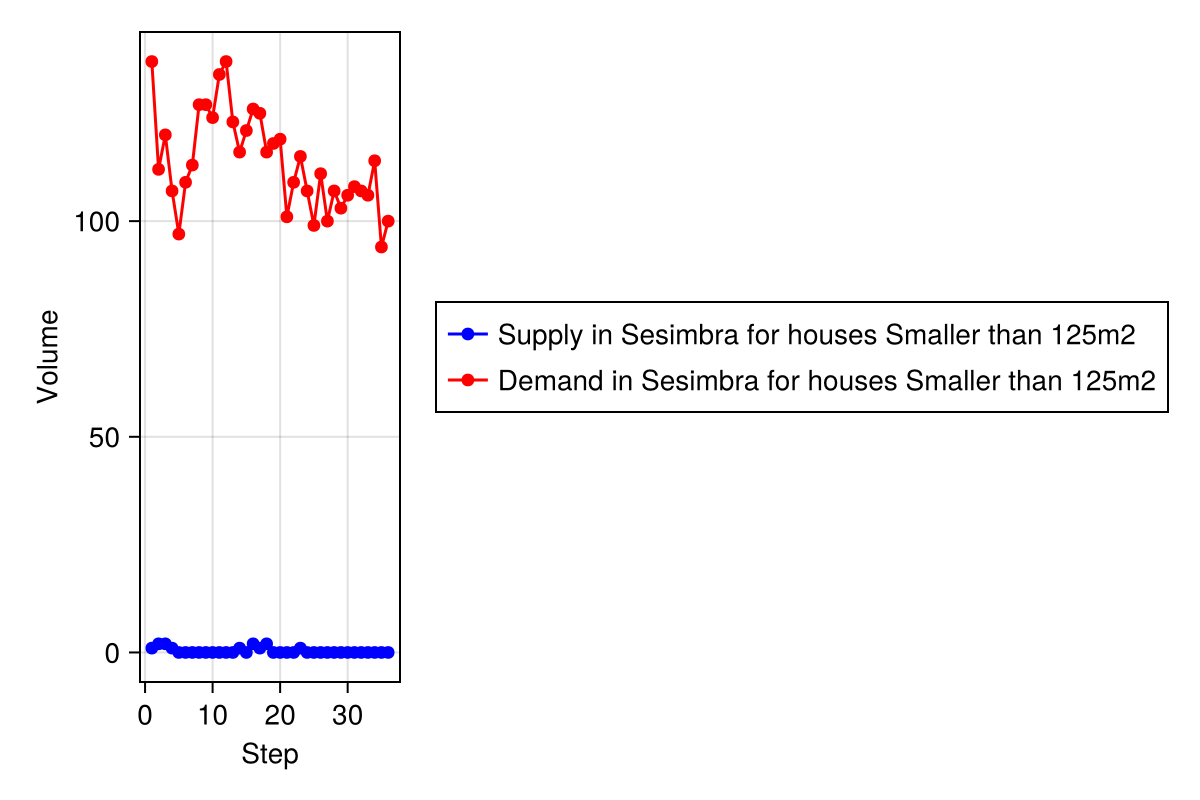 Volume
100
50
0
0 10 20 30
Step
Supply in Sesimbra for houses Smaller than 125m2
Demand in Sesimbra for houses Smaller than 125m2